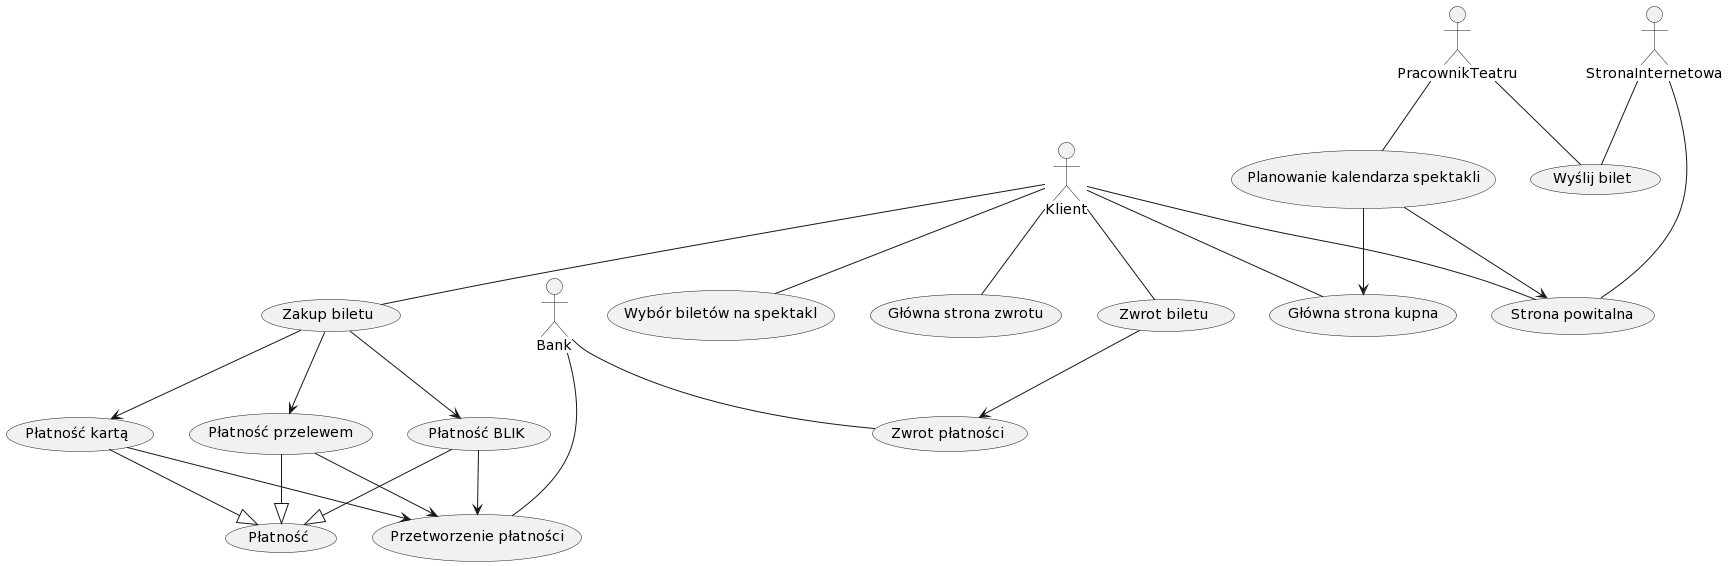 PracownikTeatru
StronaInternetowa
Planowanie kalendarza spektakli
Wyślij bilet
Klient
Zakup biletu
Bank
Wybór biletów na spektakl
Główna strona zwrotu
Zwrot biletu
Główna strona kupna
Strona powitalna
Płatność kartą
Płatność przelewem
Płatność BLIK
Zwrot płatności
Płatność
Przetworzenie płatności